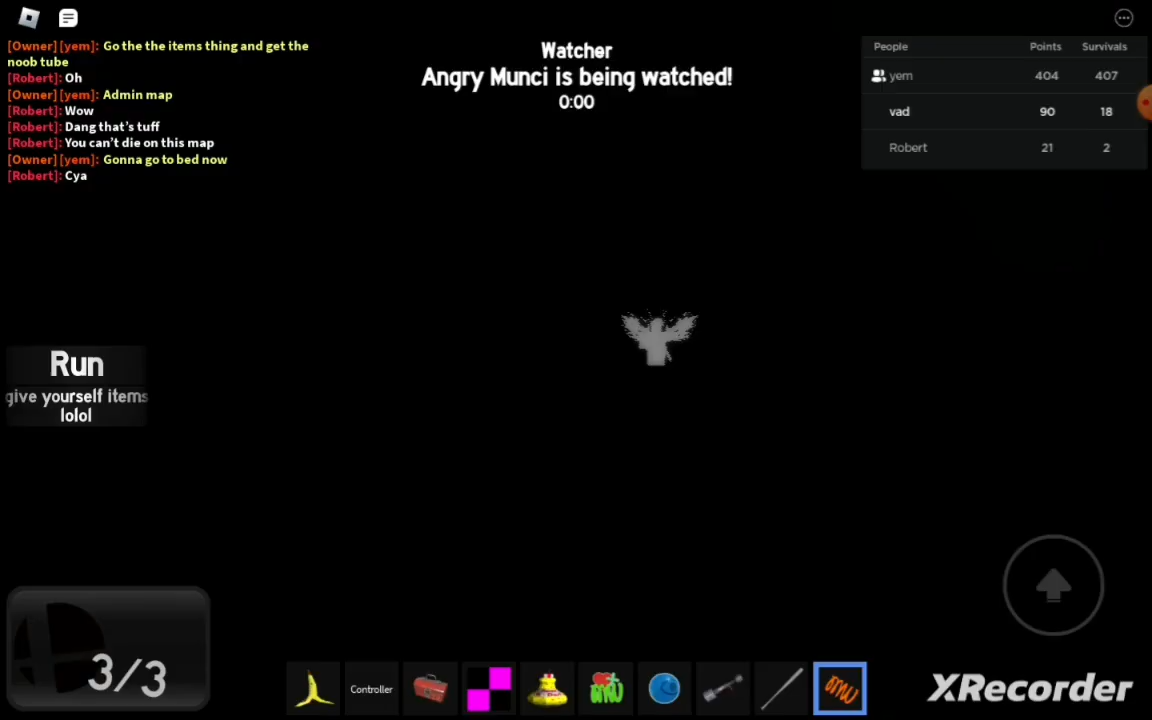 [Owner][yem]: Go the the items thing and get the
noob tube
[Robert]: Oh
[Owner][yem]: Admin map
[Robert]: Wow
[Robert]: Dang that's tuff
[Robert]: You can't die on this map
[Owner][yem]: Gonna go to bed now
[Robert]: Cya
Watcher
Angry Munci is being watched!
0:00
People Points Survivals
yem 404 407
vad 90 18
Robert 21 2
Run
give yourself items
lolol
3/3
Controller
XRecorder